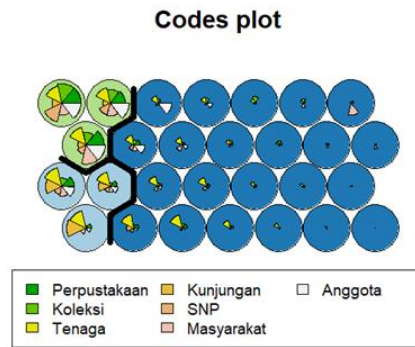 Codes plot
Perpustakaan Kunjungan Anggota
Koleksi SNP
Tenaga Masyarakat